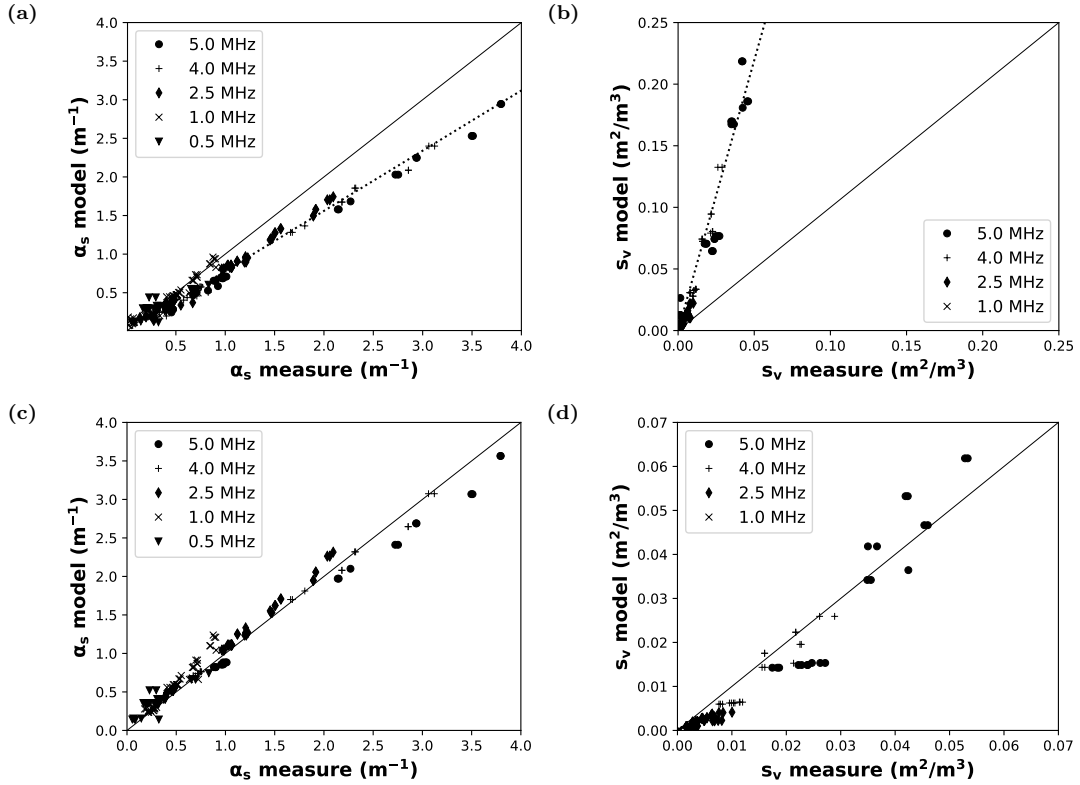 (a)
4.0
3.5
3.0
2.5
2.0
1.5
1.0
0.5
αs model (m−1)
5.0 MHz
4.0 MHz
2.5 MHz
1.0 MHz
0.5 MHz
0.5 1.0 1.5 2.0 2.5 3.0 3.5 4.0
αs measure (m−1)
(b)
0.25
0.20
0.15
0.10
0.05
0.00
sv model (m2/m3)
5.0 MHz
4.0 MHz
2.5 MHz
1.0 MHz
0.00 0.05 0.10 0.15 0.20 0.25
sv measure (m2/m3)
(c)
4.0
3.5
3.0
2.5
2.0
1.5
1.0
0.5
0.0
αs model (m−1)
5.0 MHz
4.0 MHz
2.5 MHz
1.0 MHz
0.5 MHz
0.0 0.5 1.0 1.5 2.0 2.5 3.0 3.5 4.0
αs measure (m−1)
(d)
0.07
0.06
0.05
0.04
0.03
0.02
0.01
0.00
sv model (m2/m3)
5.0 MHz
4.0 MHz
2.5 MHz
1.0 MHz
0.00 0.01 0.02 0.03 0.04 0.05 0.06 0.07
sv measure (m2/m3)